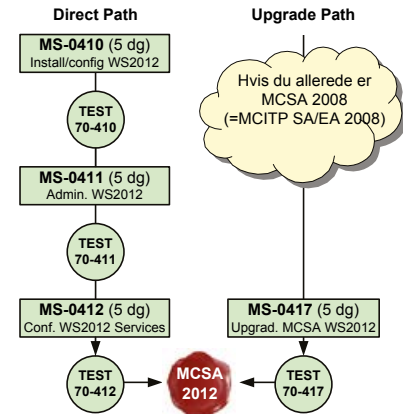 Direct Path
MS-0410 (5 dg)
Install/config WS2012
TEST
70-410
MS-0411 (5 dg)
Admin. WS2012
TEST
70-411
MS-0412 (5 dg)
Conf. WS2012 Services
TEST
70-412
MCSA
2012
Upgrade Path
Hvis du allerede er
MCSA 2008
(=MCITP SA/EA 2008)
MS-0417 (5 dg)
Upgrad. MCSA WS2012
TEST
70-417